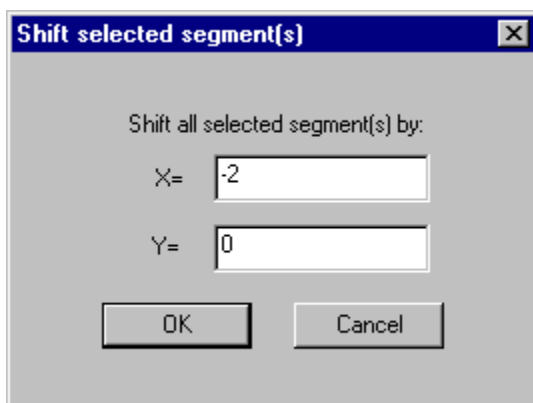 Shift selected segment(s)
Shift all selected segment(s) by:
X= -2
Y= 0
OK Cancel